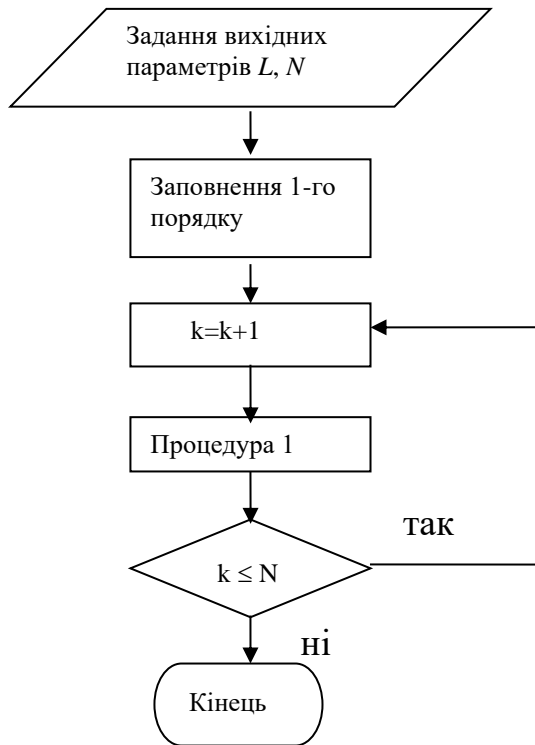 Задання вихідних
параметрів L, N
Заповнення 1-го
порядку
k=k+1
Процедура 1
так
k ≤ N
ні
Кінець